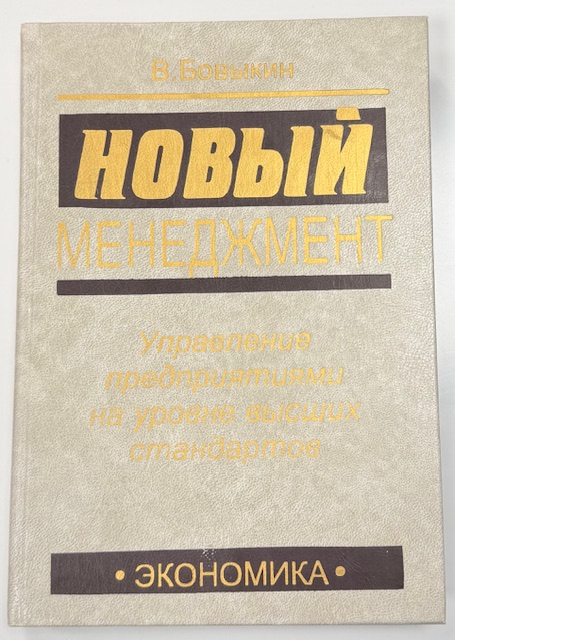 В. Бовыкин
НОВЫЙ
МЕНЕДЖМЕНТ
Управление
предприятиями
на уровне высших
стандартов
• ЭКОНОМИКА •